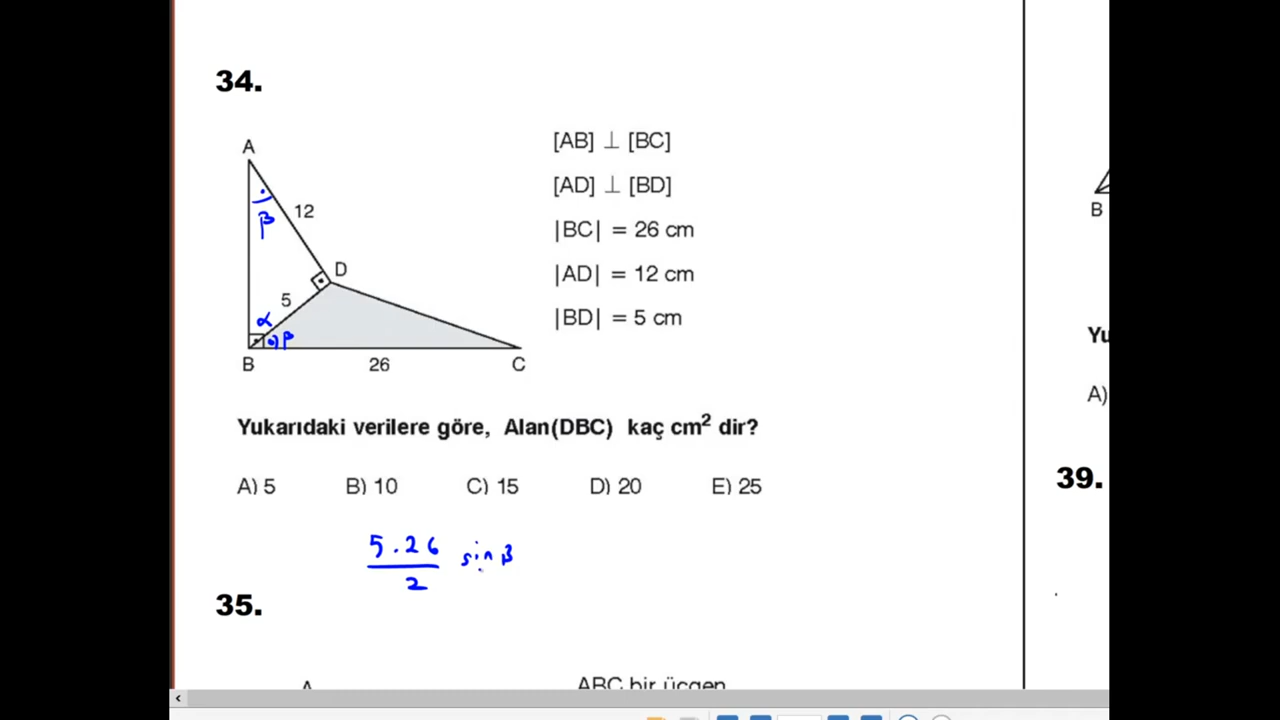 34.
A
[AB] ⊥ [BC]
[AD] ⊥ [BD]
β
12
|BC| = 26 cm
B
D
|AD| = 12 cm
5
α
β
|BD| = 5 cm
B
26
C
Yu
A)
Yukarıdaki verilere göre, Alan(DBC) kaç cm² dir?
39.
A) 5 B) 10 C) 15 D) 20 E) 25
5.26
2
sin β
35.
A
ABC bir üçgen